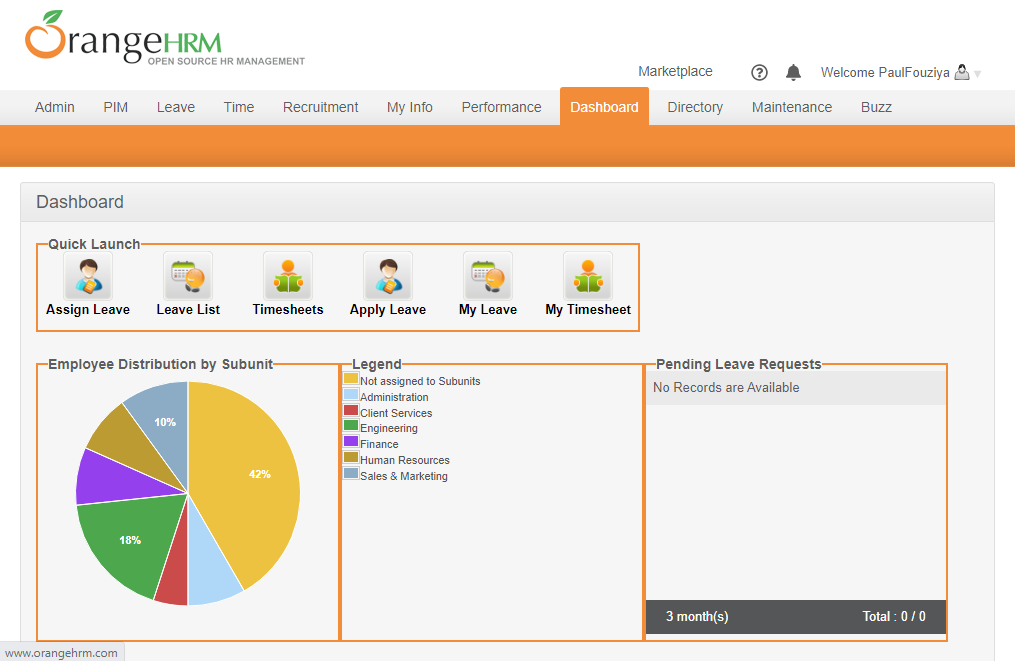 OrangeHRM
OPEN SOURCE HR MANAGEMENT
Marketplace ? Welcome PaulFouziya
Admin PIM Leave Time Recruitment My Info Performance Dashboard Directory Maintenance Buzz
Dashboard
Quick Launch
Assign Leave Leave List Timesheets Apply Leave My Leave My Timesheet
Employee Distribution by Subunit
10%
42%
18%
Legend
Not assigned to Subunits
Administration
Client Services
Engineering
Finance
Human Resources
Sales & Marketing
Pending Leave Requests
No Records are Available
3 month(s) Total : 0 / 0
www.orangehrm.com